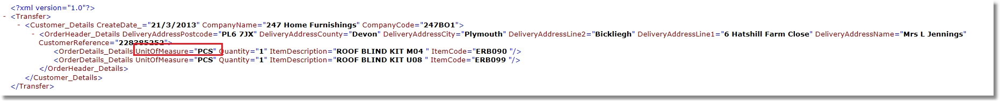 <?xml version="1.0"?>
- <Transfer>
- <Customer_Details CreateDate_="21/3/2013" CompanyName="247 Home Furnishings" CompanyCode="247BO1">
- <OrderHeader_Details DeliveryAddressPostcode="PL6 7JX" DeliveryAddressCounty="Devon" DeliveryAddressCity="Plymouth" DeliveryAddressLine2="Bickliegh" DeliveryAddressLine1="6 Hatshill Farm Close" DeliveryAddressName="Mrs L Jennings"
CustomerReference="228385252">
<OrderDetails_Details UnitOfMeasure="PCS" Quantity="1" ItemDescription="ROOF BLIND KIT M04 " ItemCode="ERB090 "/>
<OrderDetails_Details UnitOfMeasure="PCS" Quantity="1" ItemDescription="ROOF BLIND KIT U08 " ItemCode="ERB099 "/>
</OrderHeader_Details>
</Customer_Details>
</Transfer>